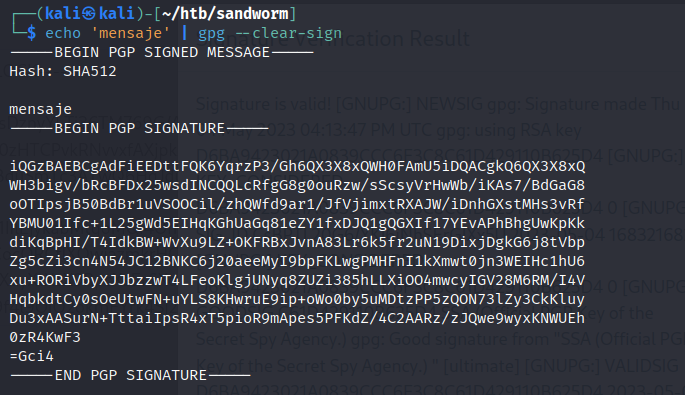 (kali㉿kali)-[~/htb/sandworm]
$ echo 'mensaje' | gpg --clear-sign
-----BEGIN PGP SIGNED MESSAGE-----
Hash: SHA512

mensaje
-----BEGIN PGP SIGNATURE-----

iQGzBAEBCgAdFiEEDttFQK6YqrzP3/Gh6QX3X8xQWH0fAmU5iDQACgkQ6QX3X8xQ
WH3bigv/bRcBFDx25wsdINCQQLcRfgG8g0ouRzw/sScsyVrHwWb/iKAs7/BdGaG8
oOTIpsjB50BdBr1uVSOOCil/zhQWfd9ar1/JfVjimxtRXAJW/iDnhGXstMHs3vRf
YBMU01Ifc+1L25gWd5EIHqKGhUbaGq81eZV1fxDJQ1gQgXIf17YFyAVnBhgUWcxB
diKqBpHI/T4IdkBW+WvXu9LZ+OKFRBxJvnA83Lr6k5fr2uN19DixjDgkG6j8tVbp
Zg5cZi3cn4N54JC12BNKC6j20aeeMyI9bpFKLwgPMHFnI1kXmwt0jn3WEIHc1hU6
xu+RORiVbyXJJbzzwT4LFeoKlgjUNyq8ZUZi385hLLXiOO4mwcyIGV28M6RM/I4V
HqbkdtCy0sOeUtwFN+uYLS8KHwruE9ip+oWo0by5uMDtzPP5zQON73lZy3CkKluy
Du3xAASurN+TttaiIpsR4xT5pioR9mApes5PFKdZ/4C2AARz/zJQwe9wyxKNWUEh
0zR4KwF3
=Gci4
-----END PGP SIGNATURE-----